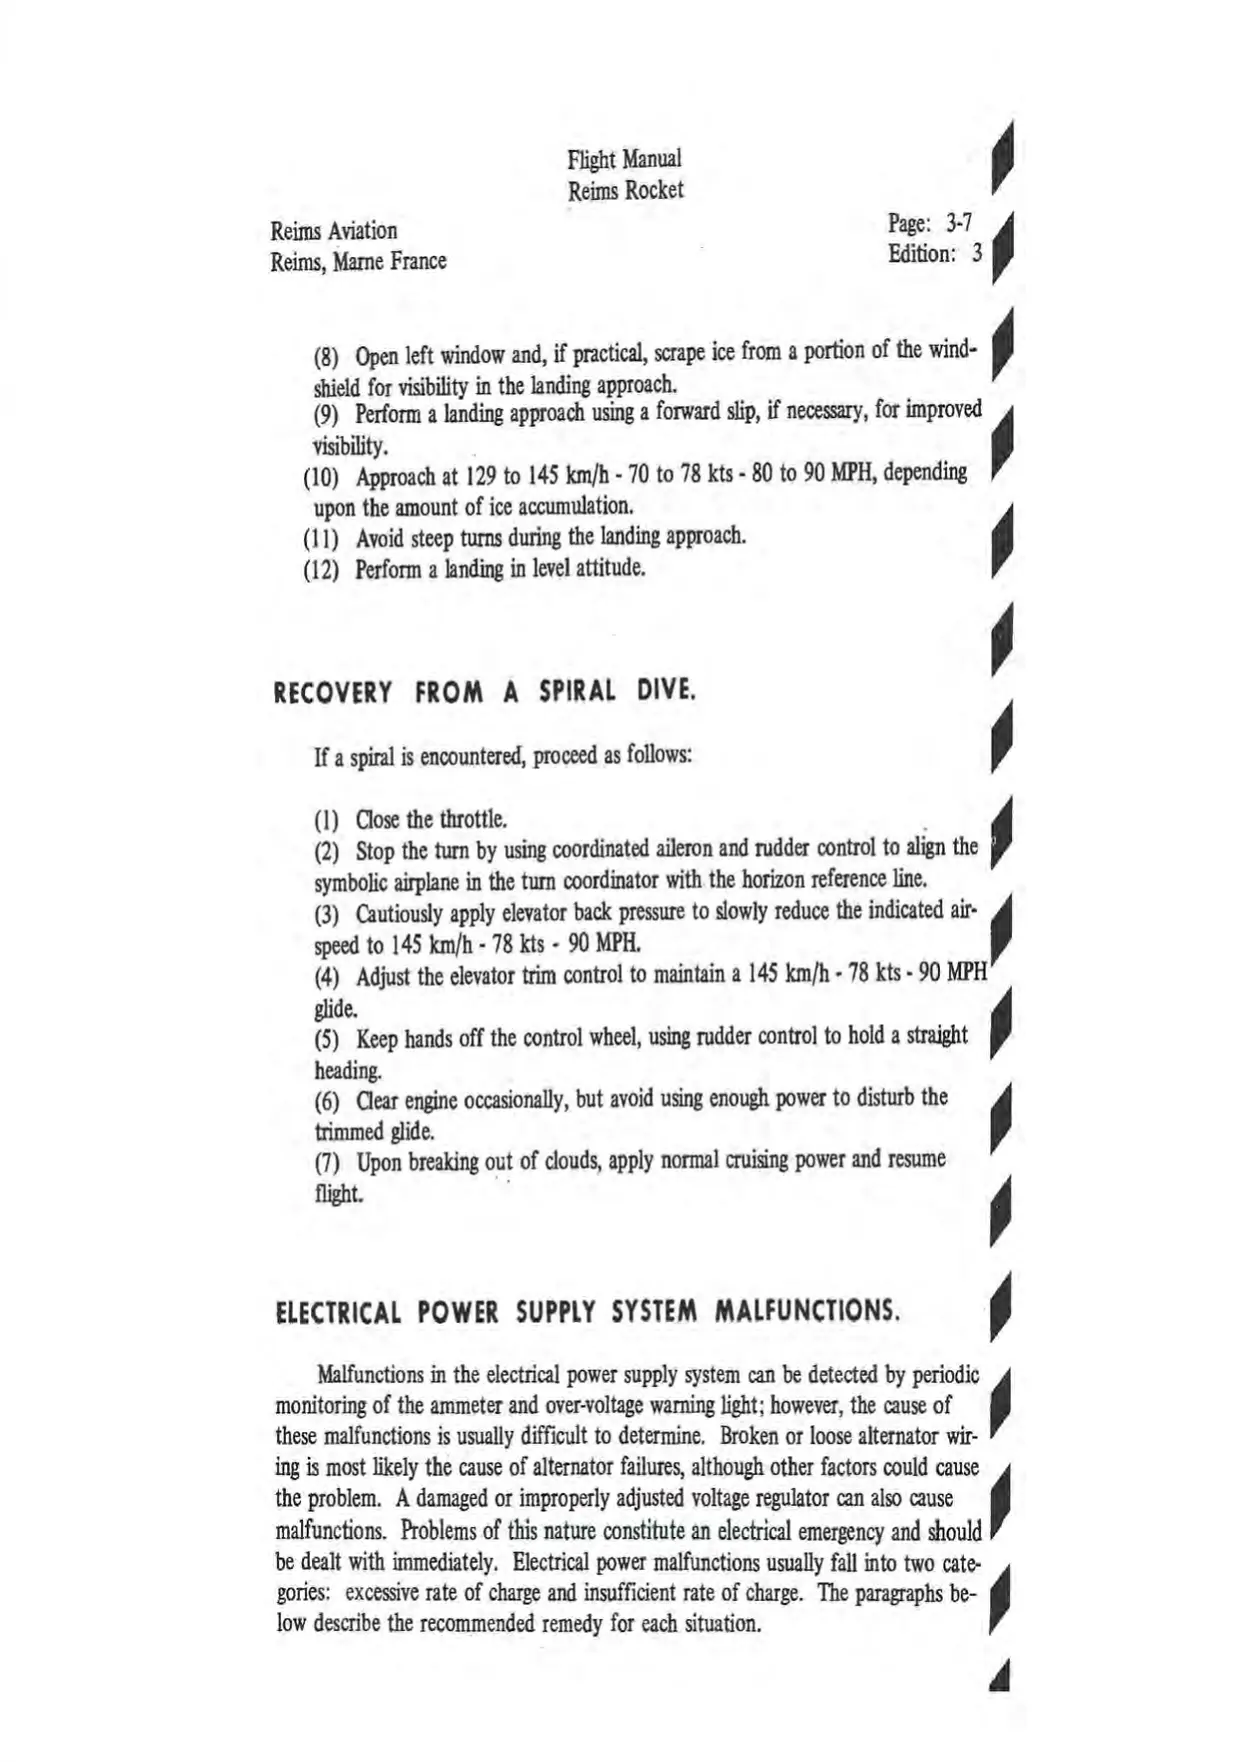 Flight Manual
Reims Rocket
Reims Aviation
Reims, Marne France
Page: 3-7
Edition: 3
(8) Open left window and, if practical, scrape ice from a portion of the wind-
shield for visibility in the landing approach.
(9) Perform a landing approach using a forward slip, if necessary, for improved
visibility.
(10) Approach at 129 to 145 km/h - 70 to 78 kts - 80 to 90 MPH, depending
upon the amount of ice accumulation.
(11) Avoid steep turns during the landing approach.
(12) Perform a landing in level attitude.
RECOVERY FROM A SPIRAL DIVE.
If a spiral is encountered, proceed as follows:
(1) Close the throttle.
(2) Stop the turn by using coordinated aileron and rudder control to align the
symbolic airplane in the turn coordinator with the horizon reference line.
(3) Cautiously apply elevator back pressure to slowly reduce the indicated air-
speed to 145 km/h - 78 kts - 90 MPH.
(4) Adjust the elevator trim control to maintain a 145 km/h - 78 kts - 90 MPH
glide.
(5) Keep hands off the control wheel, using rudder control to hold a straight
heading.
(6) Clear engine occasionally, but avoid using enough power to disturb the
trimmed glide.
(7) Upon breaking out of clouds, apply normal cruising power and resume
flight.
ELECTRICAL POWER SUPPLY SYSTEM MALFUNCTIONS.
Malfunctions in the electrical power supply system can be detected by periodic
monitoring of the ammeter and over-voltage warning light; however, the cause of
these malfunctions is usually difficult to determine. Broken or loose alternator wir-
ing is most likely the cause of alternator failures, although other factors could cause
the problem. A damaged or improperly adjusted voltage regulator can also cause
malfunctions. Problems of this nature constitute an electrical emergency and should
be dealt with immediately. Electrical power malfunctions usually fall into two cate-
gories: excessive rate of charge and insufficient rate of charge. The paragraphs be-
low describe the recommended remedy for each situation.